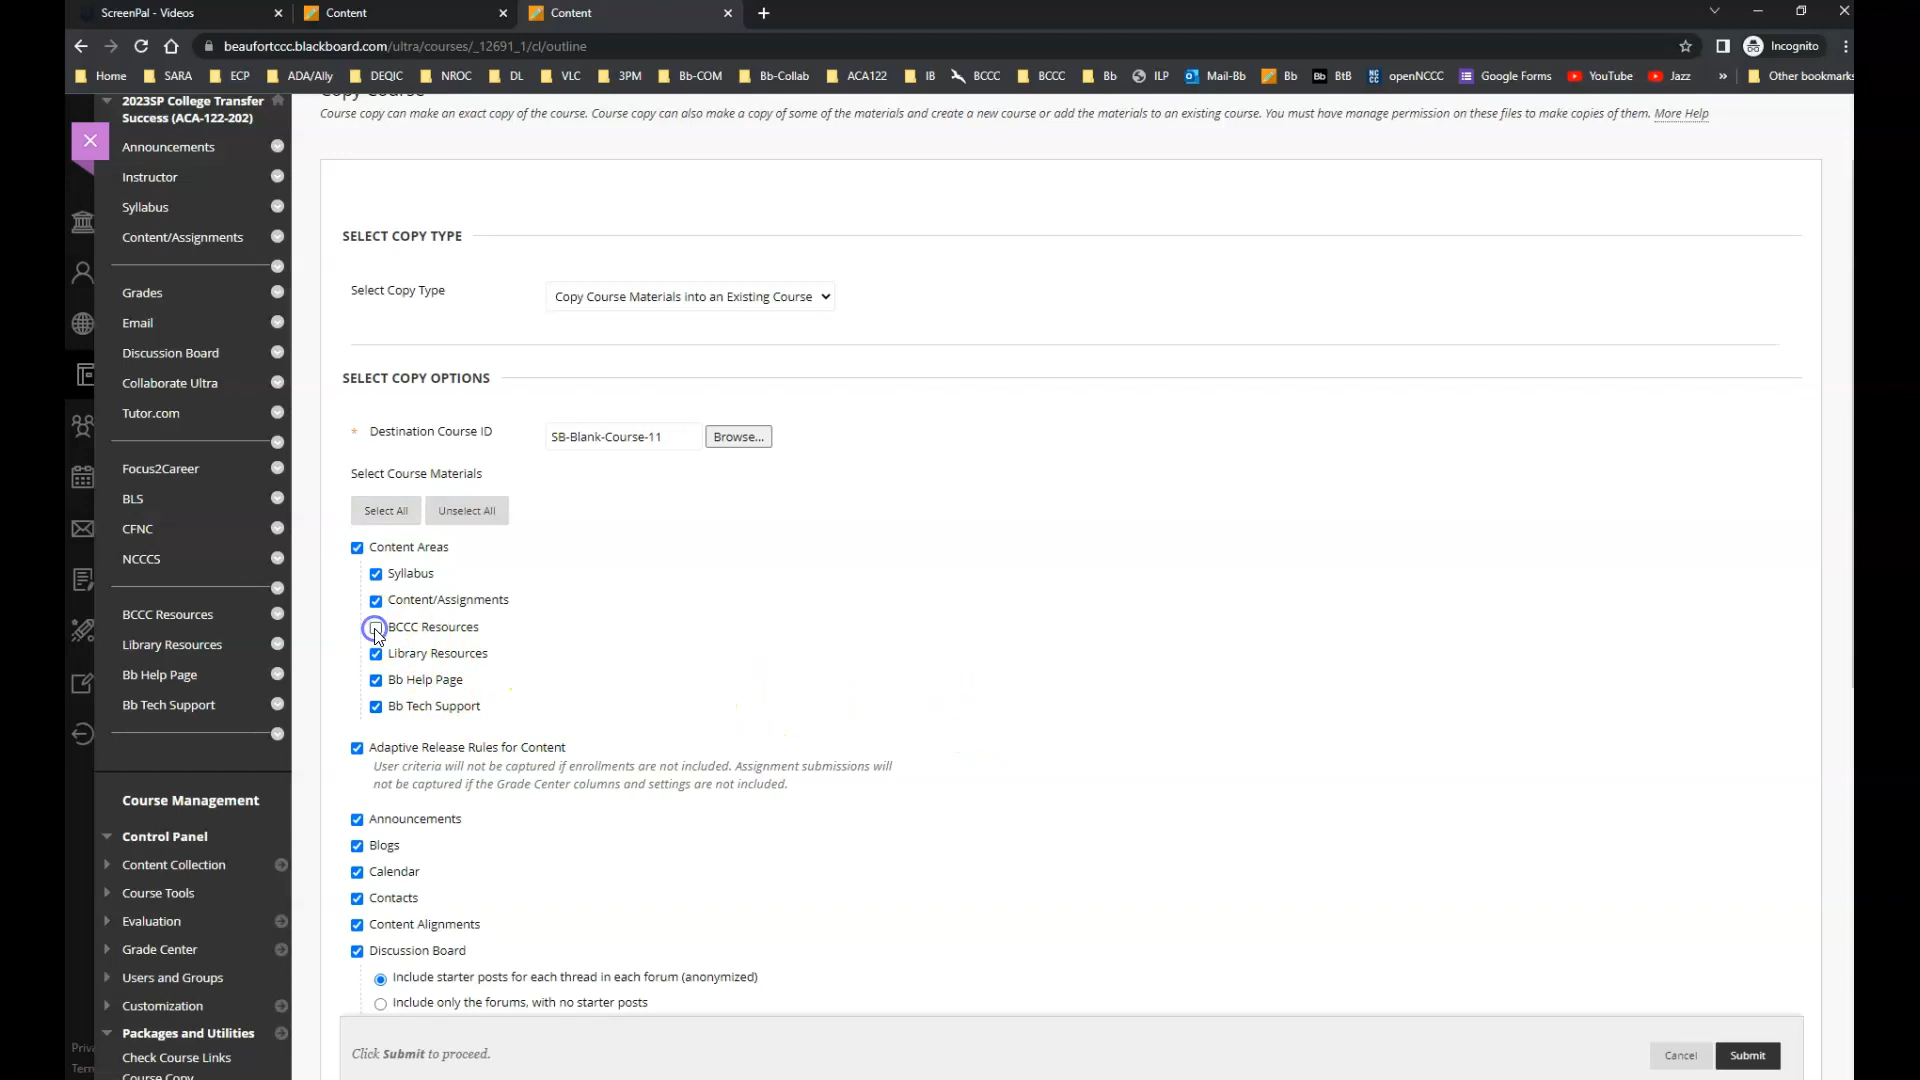 ScreenPal - Videos
Content
Content
beaufortccc.blackboard.com/ultra/courses/_12691_1/cl/outline
Incognito
Home SARA ECP ADA/Ally DEQIC NROC DL VLC 3PM Bb-COM Bb-Collab ACA122 IB BCCC BCCC Bb ILP Mail-Bb Bb BtB openNCCC Google Forms YouTube Jazz » Other bookmarks
2023SP College Transfer
Success (ACA-122-202)
Announcements
Instructor
Syllabus
Content/Assignments
Grades
Email
Discussion Board
Collaborate Ultra
Tutor.com
Focus2Career
BLS
CFNC
NCCCS
BCCC Resources
Library Resources
Bb Help Page
Bb Tech Support
Course Management
Control Panel
Content Collection
Course Tools
Evaluation
Grade Center
Users and Groups
Customization
Packages and Utilities
Check Course Links
Course Copy
Priva
Term
Copy Course
Course copy can make an exact copy of the course. Course copy can also make a copy of some of the materials and create a new course or add the materials to an existing course. You must have manage permission on these files to make copies of them. More Help
SELECT COPY TYPE
Select Copy Type
Copy Course Materials into an Existing Course
SELECT COPY OPTIONS
* Destination Course ID
SB-Blank-Course-11
Browse...
Select Course Materials
Select All
Unselect All
Content Areas
Syllabus
Content/Assignments
BCCC Resources
Library Resources
Bb Help Page
Bb Tech Support
Adaptive Release Rules for Content
User criteria will not be captured if enrollments are not included. Assignment submissions will
not be captured if the Grade Center columns and settings are not included.
Announcements
Blogs
Calendar
Contacts
Content Alignments
Discussion Board
Include starter posts for each thread in each forum (anonymized)
Include only the forums, with no starter posts
Click Submit to proceed.
Cancel
Submit